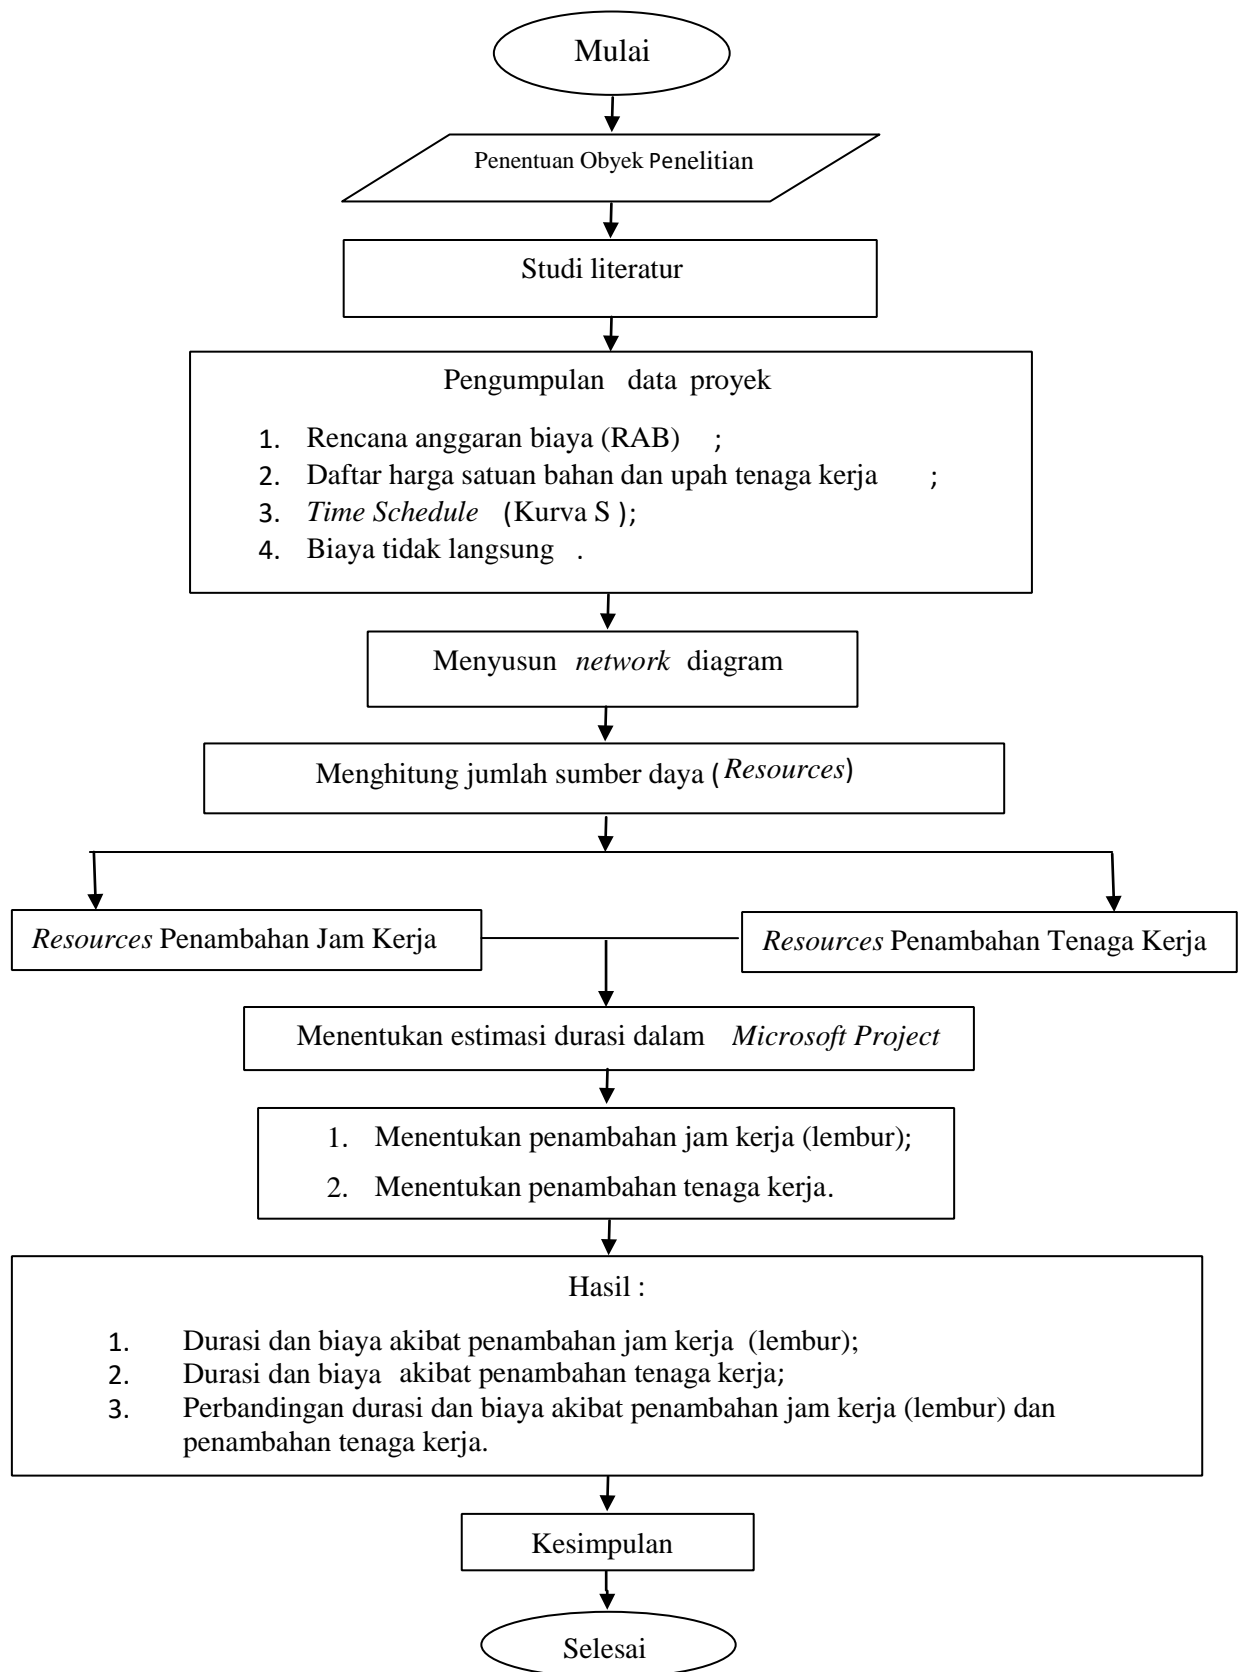 Mulai
Penentuan Obyek Penelitian
Studi literatur
Pengumpulan data proyek
1. Rencana anggaran biaya (RAB) ;
2. Daftar harga satuan bahan dan upah tenaga kerja ;
3. Time Schedule (Kurva S );
4. Biaya tidak langsung .
Menyusun network diagram
Menghitung jumlah sumber daya (Resources)
Resources Penambahan Jam Kerja
Resources Penambahan Tenaga Kerja
Menentukan estimasi durasi dalam Microsoft Project
1. Menentukan penambahan jam kerja (lembur);
2. Menentukan penambahan tenaga kerja.
Hasil :
1. Durasi dan biaya akibat penambahan jam kerja (lembur);
2. Durasi dan biaya akibat penambahan tenaga kerja;
3. Perbandingan durasi dan biaya akibat penambahan jam kerja (lembur) dan
penambahan tenaga kerja.
Kesimpulan
Selesai